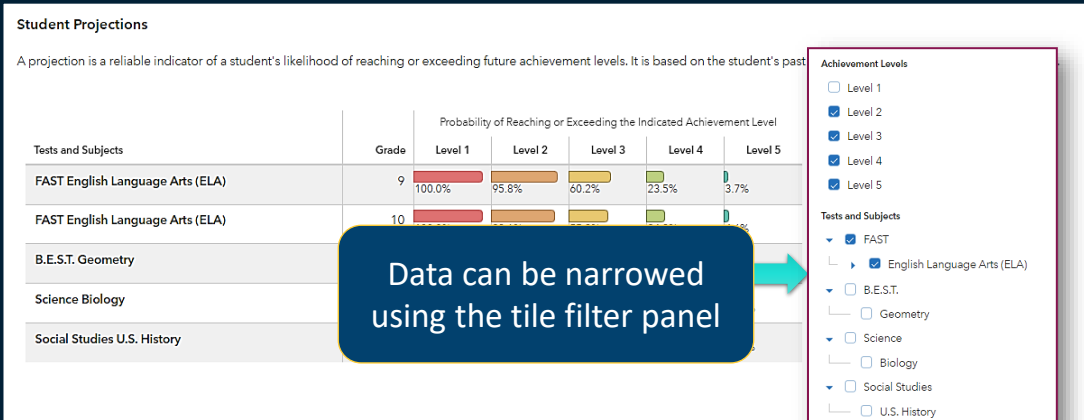 Student Projections
A projection is a reliable indicator of a student's likelihood of reaching or exceeding future achievement levels. It is based on the student's past
Probability of Reaching or Exceeding the Indicated Achievement Level
Tests and Subjects Grade Level 1 Level 2 Level 3 Level 4 Level 5
FAST English Language Arts (ELA) 9 100.0% 95.8% 60.2% 23.5% 3.7%
FAST English Language Arts (ELA) 10
B.E.S.T. Geometry
Science Biology
Social Studies U.S. History
Data can be narrowed
using the tile filter panel
Achievement Levels
Level 1
Level 2
Level 3
Level 4
Level 5
Tests and Subjects
FAST
English Language Arts (ELA)
B.E.S.T.
Geometry
Science
Biology
Social Studies
U.S. History